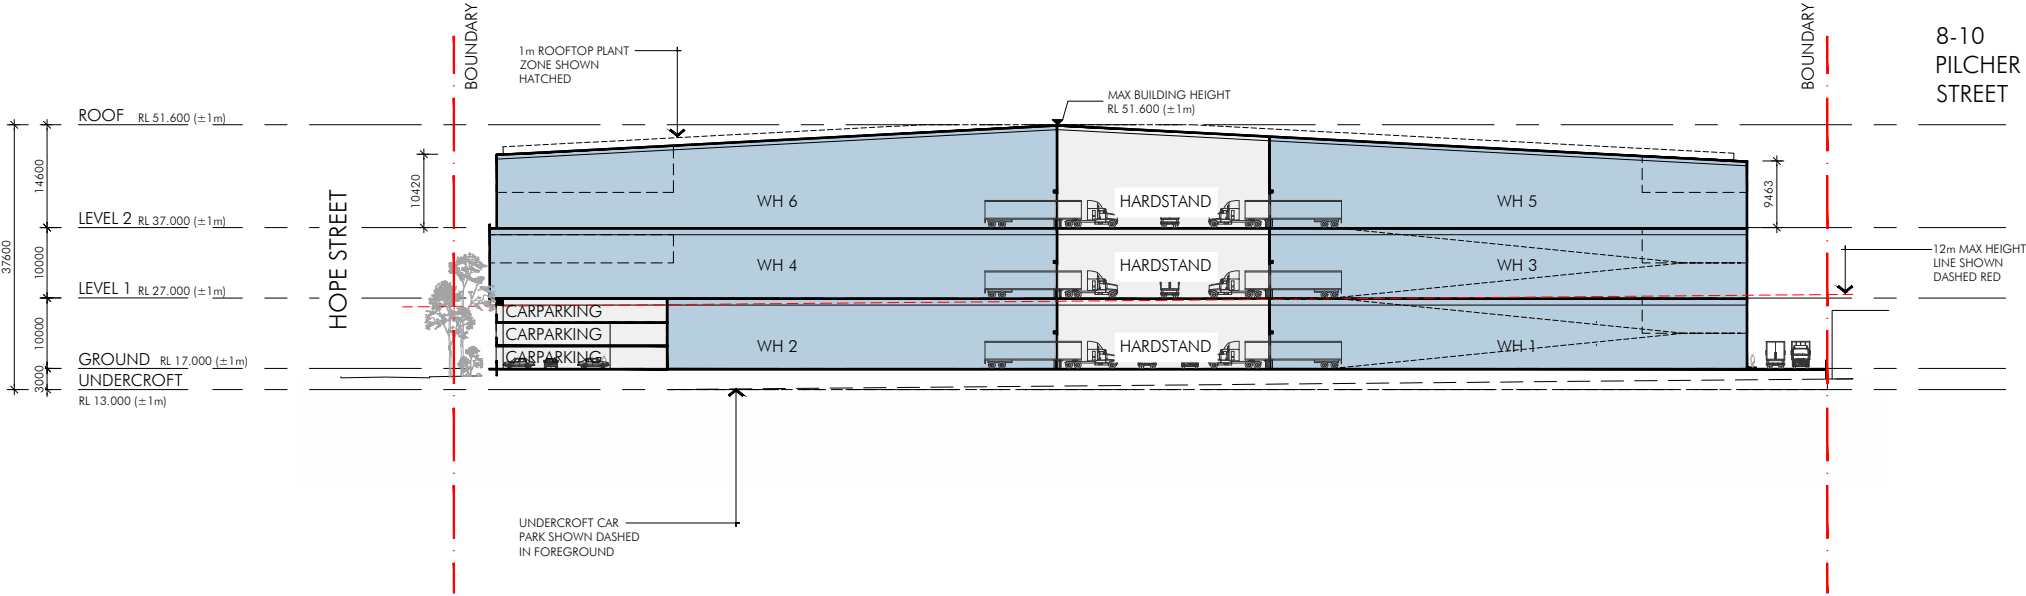 BOUNDARY
BOUNDARY
8-10
PILCHER
STREET
1m ROOFTOP PLANT
ZONE SHOWN
HATCHED
MAX BUILDING HEIGHT
RL 51.600 (±1m)
ROOF RL 51.600 (±1m)
14600
10420
HOPE STREET
WH 6
HARDSTAND
WH 5
9463
LEVEL 2 RL 37.000 (±1m)
37600
10000
WH 4
HARDSTAND
WH 3
12m MAX HEIGHT
LINE SHOWN
DASHED RED
LEVEL 1 RL 27.000 (±1m)
10000
CARPARKING
CARPARKING
CARPARKING
WH 2
HARDSTAND
WH 1
GROUND RL 17.000 (±1m)
3000
UNDERCROFT
RL 13.000 (±1m)
UNDERCROFT CAR
PARK SHOWN DASHED
IN FOREGROUND